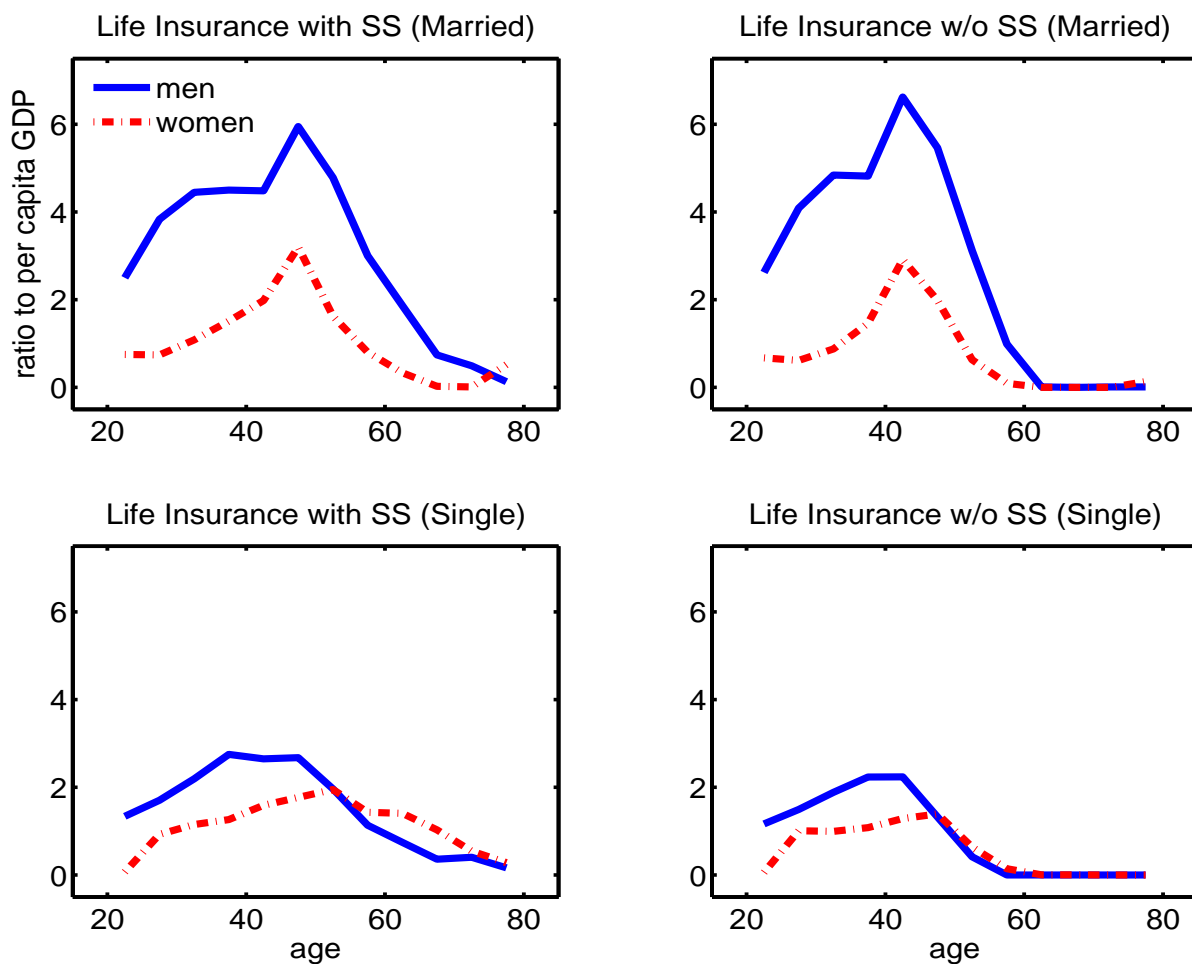 Life Insurance with SS (Married)
men
women
ratio to per capita GDP
6
4
2
0
20 40 60 80
Life Insurance w/o SS (Married)
6
4
2
0
20 40 60 80
Life Insurance with SS (Single)
6
4
2
0
20 40 60 80
age
Life Insurance w/o SS (Single)
6
4
2
0
20 40 60 80
age